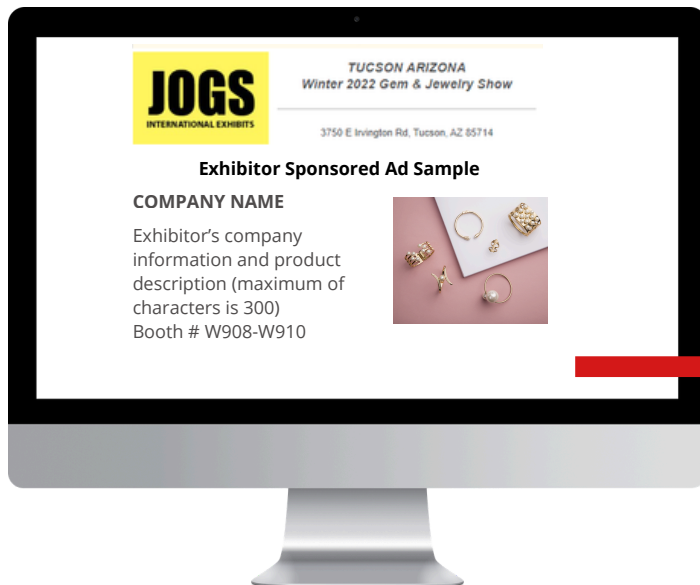 JOGS
INTERNATIONAL EXHIBITS
TUCSON ARIZONA
Winter 2022 Gem & Jewelry Show
3750 E Irvington Rd, Tucson, AZ 85714
Exhibitor Sponsored Ad Sample
COMPANY NAME
Exhibitor’s company
information and product
description (maximum of
characters is 300)
Booth # W908-W910